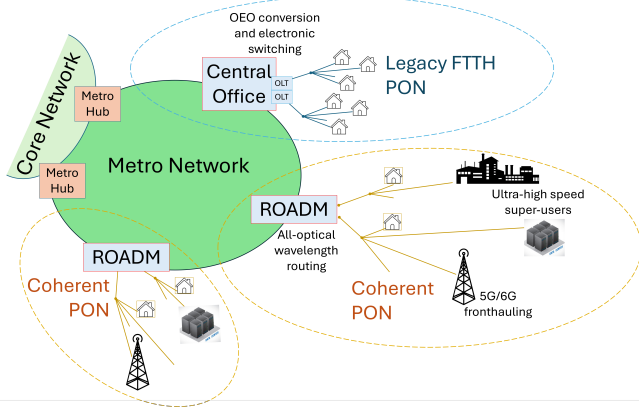 OEO conversion
and electronic
switching
Central
Office
OLT
OLT
Legacy FTTH
PON
Core Network
Metro
Hub
Metro
Hub
Metro Network
ROADM
All-optical
wavelength
routing
Ultra-high speed
super-users
Coherent
PON
5G/6G
fronthauling
ROADM
Coherent
PON